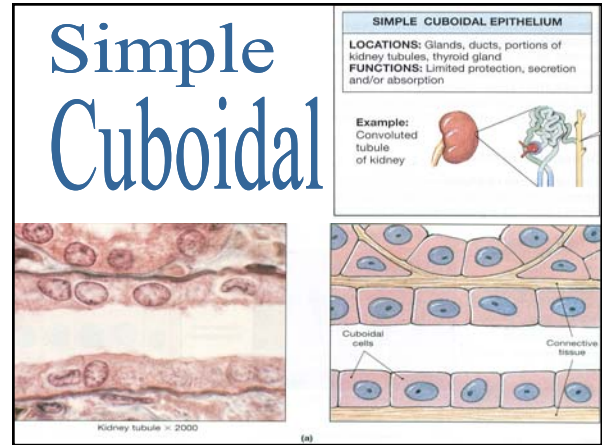 Simple
Cuboidal
SIMPLE CUBOIDAL EPITHELIUM
LOCATIONS: Glands, ducts, portions of
kidney tubules, thyroid gland
FUNCTIONS: Limited protection, secretion
and/or absorption
Example:
Convoluted
tubule
of kidney
Cuboidal
cells
Connective
tissue
Kidney tubule × 2000
(a)